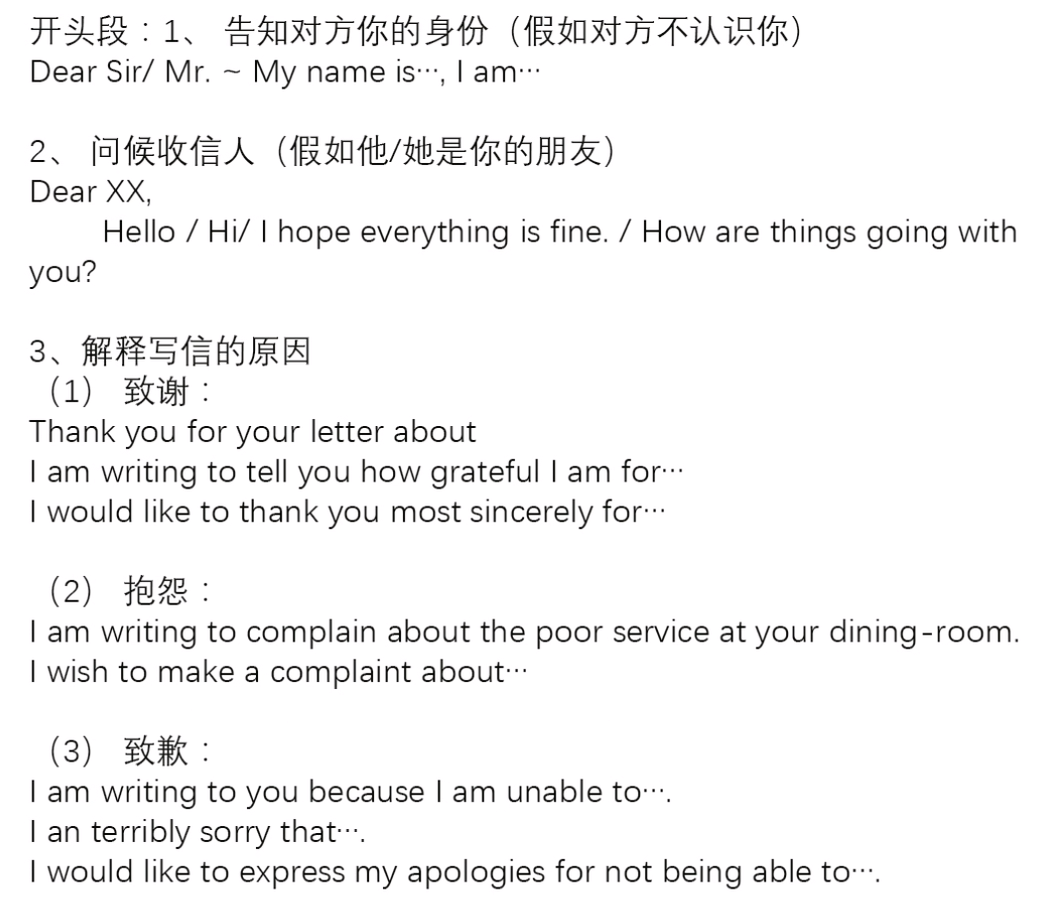 开头段：1、 告知对方你的身份（假如对方不认识你）
Dear Sir/ Mr. ~ My name is…, I am…
2、 问候收信人（假如他/她是你的朋友）
Dear XX,
Hello / Hi/ I hope everything is fine. / How are things going with
you?
3、解释写信的原因
（1） 致谢：
Thank you for your letter about
I am writing to tell you how grateful I am for…
I would like to thank you most sincerely for…
（2） 抱怨：
I am writing to complain about the poor service at your dining-room.
I wish to make a complaint about…
（3） 致歉：
I am writing to you because I am unable to….
I an terribly sorry that….
I would like to express my apologies for not being able to….